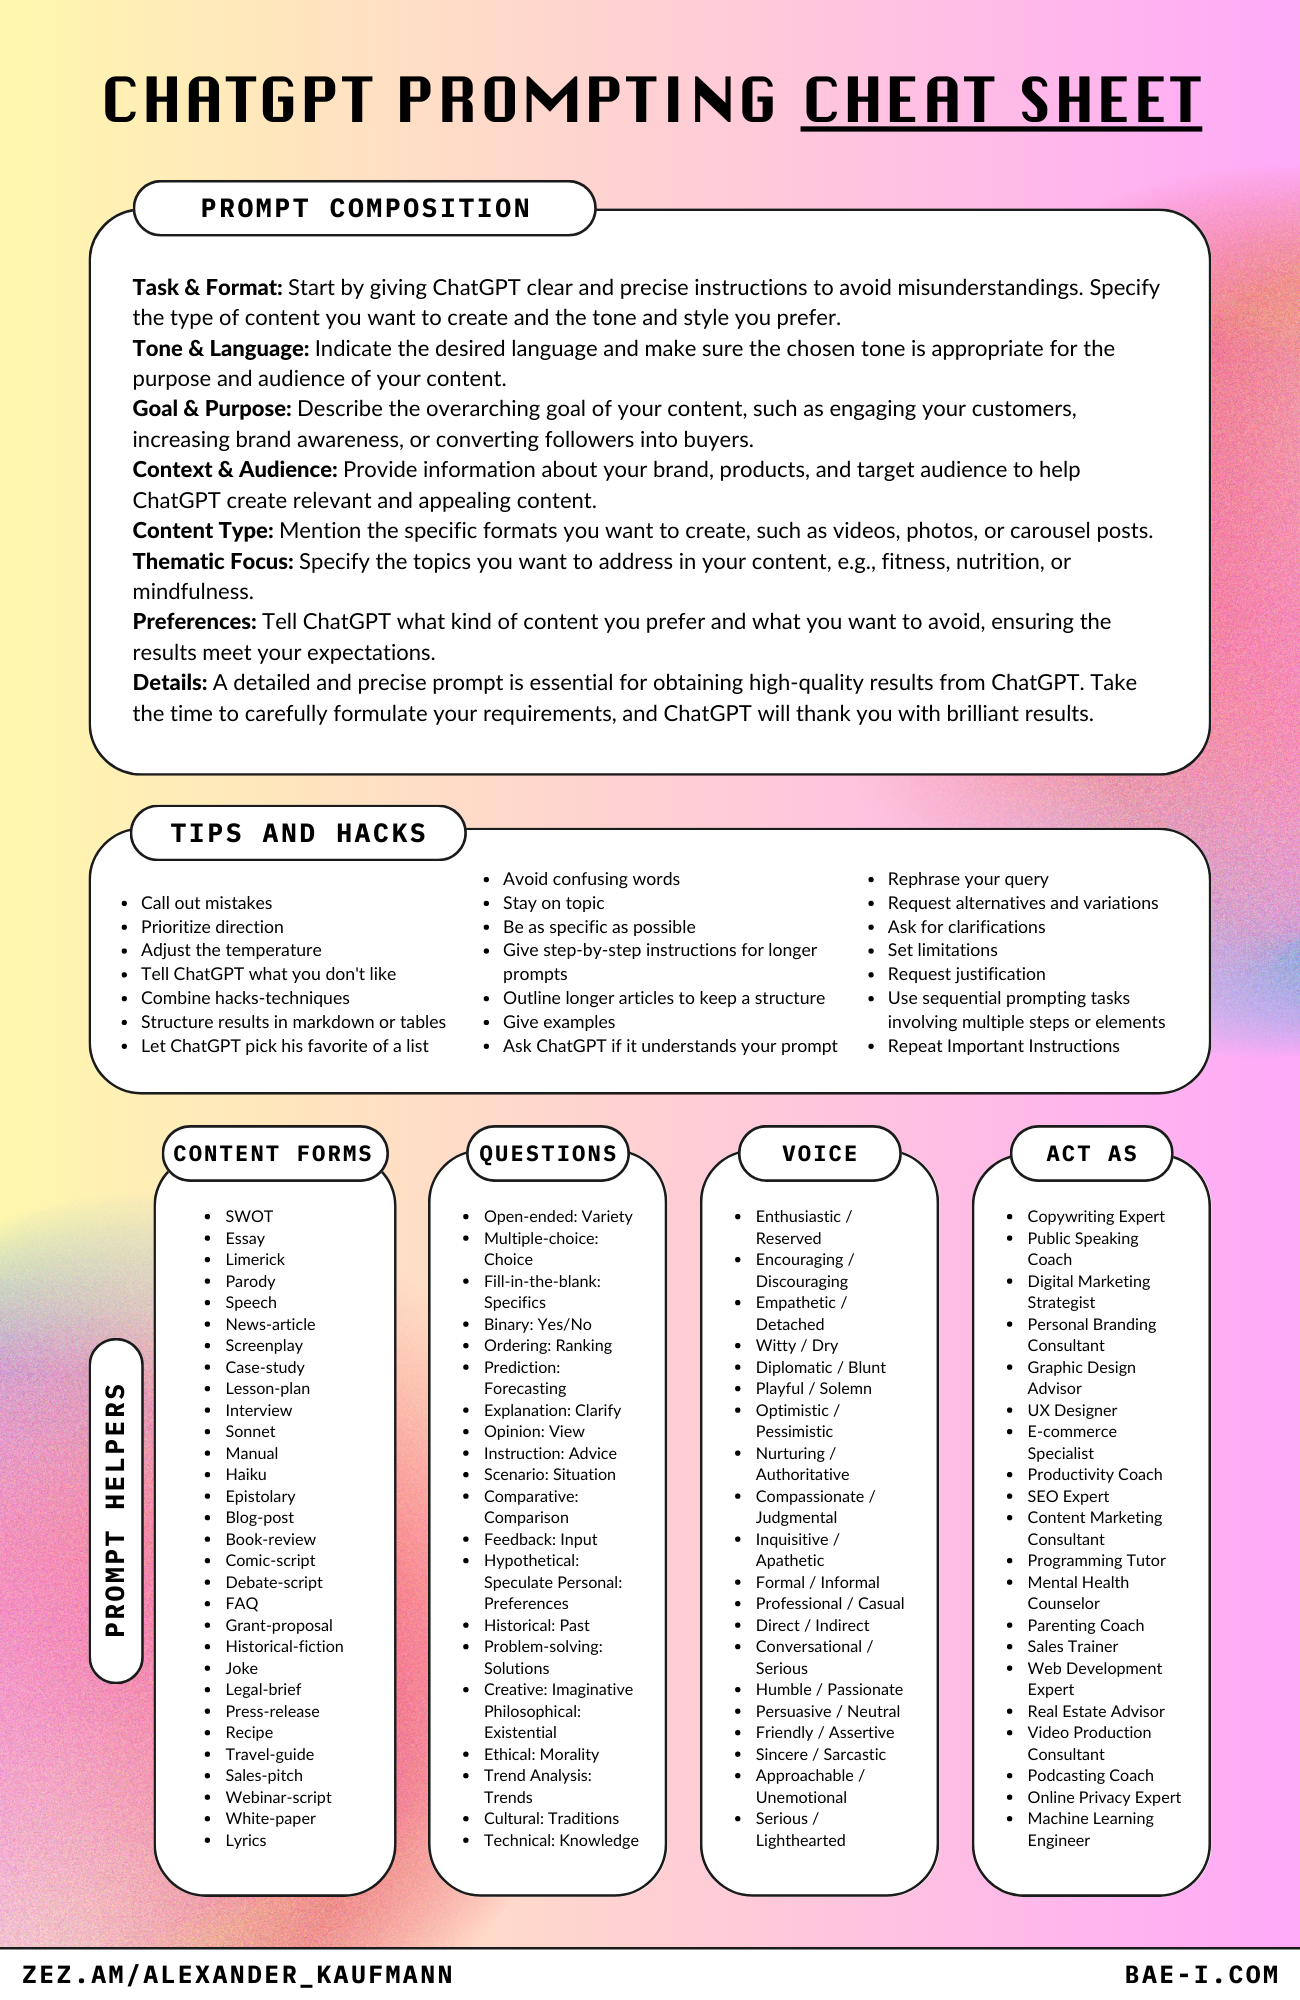 CHATGPT PROMPTING CHEAT SHEET
PROMPT COMPOSITION
Task & Format: Start by giving ChatGPT clear and precise instructions to avoid misunderstandings. Specify
the type of content you want to create and the tone and style you prefer.
Tone & Language: Indicate the desired language and make sure the chosen tone is appropriate for the
purpose and audience of your content.
Goal & Purpose: Describe the overarching goal of your content, such as engaging your customers,
increasing brand awareness, or converting followers into buyers.
Context & Audience: Provide information about your brand, products, and target audience to help
ChatGPT create relevant and appealing content.
Content Type: Mention the specific formats you want to create, such as videos, photos, or carousel posts.
Thematic Focus: Specify the topics you want to address in your content, e.g., fitness, nutrition, or
mindfulness.
Preferences: Tell ChatGPT what kind of content you prefer and what you want to avoid, ensuring the
results meet your expectations.
Details: A detailed and precise prompt is essential for obtaining high-quality results from ChatGPT. Take
the time to carefully formulate your requirements, and ChatGPT will thank you with brilliant results.
TIPS AND HACKS
• Call out mistakes
• Prioritize direction
• Adjust the temperature
• Tell ChatGPT what you don't like
• Combine hacks-techniques
• Structure results in markdown or tables
• Let ChatGPT pick his favorite of a list
• Avoid confusing words
• Stay on topic
• Be as specific as possible
• Give step-by-step instructions for longer
prompts
• Outline longer articles to keep a structure
• Give examples
• Ask ChatGPT if it understands your prompt
• Rephrase your query
• Request alternatives and variations
• Ask for clarifications
• Set limitations
• Request justification
• Use sequential prompting tasks
involving multiple steps or elements
• Repeat Important Instructions
PROMPT HELPERS
CONTENT FORMS
• SWOT
• Essay
• Limerick
• Parody
• Speech
• News-article
• Screenplay
• Case-study
• Lesson-plan
• Interview
• Sonnet
• Manual
• Haiku
• Epistolary
• Blog-post
• Book-review
• Comic-script
• Debate-script
• FAQ
• Grant-proposal
• Historical-fiction
• Joke
• Legal-brief
• Press-release
• Recipe
• Travel-guide
• Sales-pitch
• Webinar-script
• White-paper
• Lyrics
QUESTIONS
• Open-ended: Variety
• Multiple-choice:
Choice
• Fill-in-the-blank:
Specifics
• Binary: Yes/No
• Ordering: Ranking
• Prediction:
Forecasting
• Explanation: Clarify
• Opinion: View
• Instruction: Advice
• Scenario: Situation
• Comparative:
Comparison
• Feedback: Input
• Hypothetical:
Speculate Personal:
Preferences
• Historical: Past
• Problem-solving:
Solutions
• Creative: Imaginative
Philosophical:
Existential
• Ethical: Morality
• Trend Analysis:
Trends
• Cultural: Traditions
• Technical: Knowledge
VOICE
• Enthusiastic /
Reserved
• Encouraging /
Discouraging
• Empathetic /
Detached
• Witty / Dry
• Diplomatic / Blunt
• Playful / Solemn
• Optimistic /
Pessimistic
• Nurturing /
Authoritative
• Compassionate /
Judgmental
• Inquisitive /
Apathetic
• Formal / Informal
• Professional / Casual
• Direct / Indirect
• Conversational /
Serious
• Humble / Passionate
• Persuasive / Neutral
• Friendly / Assertive
• Sincere / Sarcastic
• Approachable /
Unemotional
• Serious /
Lighthearted
ACT AS
• Copywriting Expert
• Public Speaking
Coach
• Digital Marketing
Strategist
• Personal Branding
Consultant
• Graphic Design
Advisor
• UX Designer
• E-commerce
Specialist
• Productivity Coach
• SEO Expert
• Content Marketing
Consultant
• Programming Tutor
• Mental Health
Counselor
• Parenting Coach
• Sales Trainer
• Web Development
Expert
• Real Estate Advisor
• Video Production
Consultant
• Podcasting Coach
• Online Privacy Expert
• Machine Learning
Engineer
ZEZ.AM/ALEXANDER_KAUFMANN
BAE-I.COM